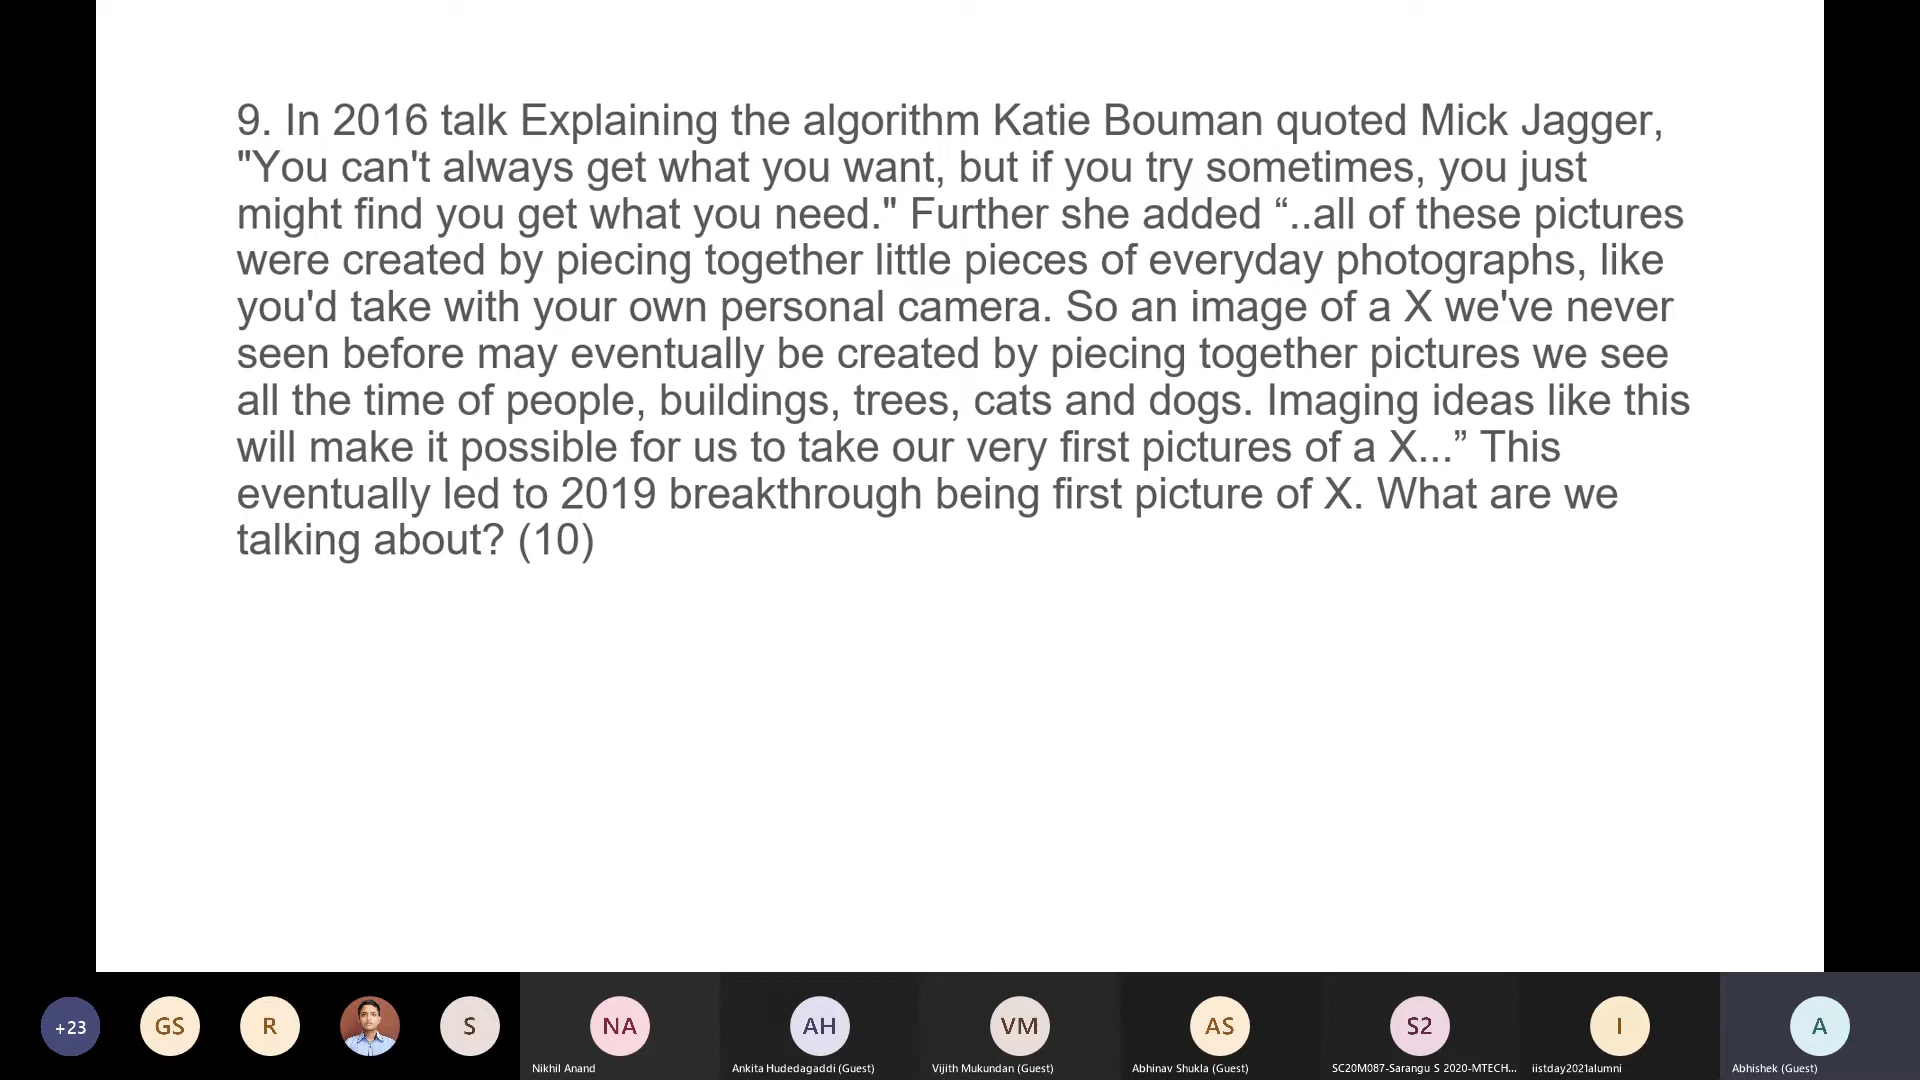 9. In 2016 talk Explaining the algorithm Katie Bouman quoted Mick Jagger,
"You can't always get what you want, but if you try sometimes, you just
might find you get what you need." Further she added “..all of these pictures
were created by piecing together little pieces of everyday photographs, like
you'd take with your own personal camera. So an image of a X we've never
seen before may eventually be created by piecing together pictures we see
all the time of people, buildings, trees, cats and dogs. Imaging ideas like this
will make it possible for us to take our very first pictures of a X...” This
eventually led to 2019 breakthrough being first picture of X. What are we
talking about? (10)
+23 GS R S NA AH VM AS S2 I A
Nikhil Anand Ankita Hudedagaddi (Guest) Vijith Mukundan (Guest) Abhinav Shukla (Guest) SC20M087-Sarangu S 2020-MTECH... iistday2021alumni Abhishek (Guest)